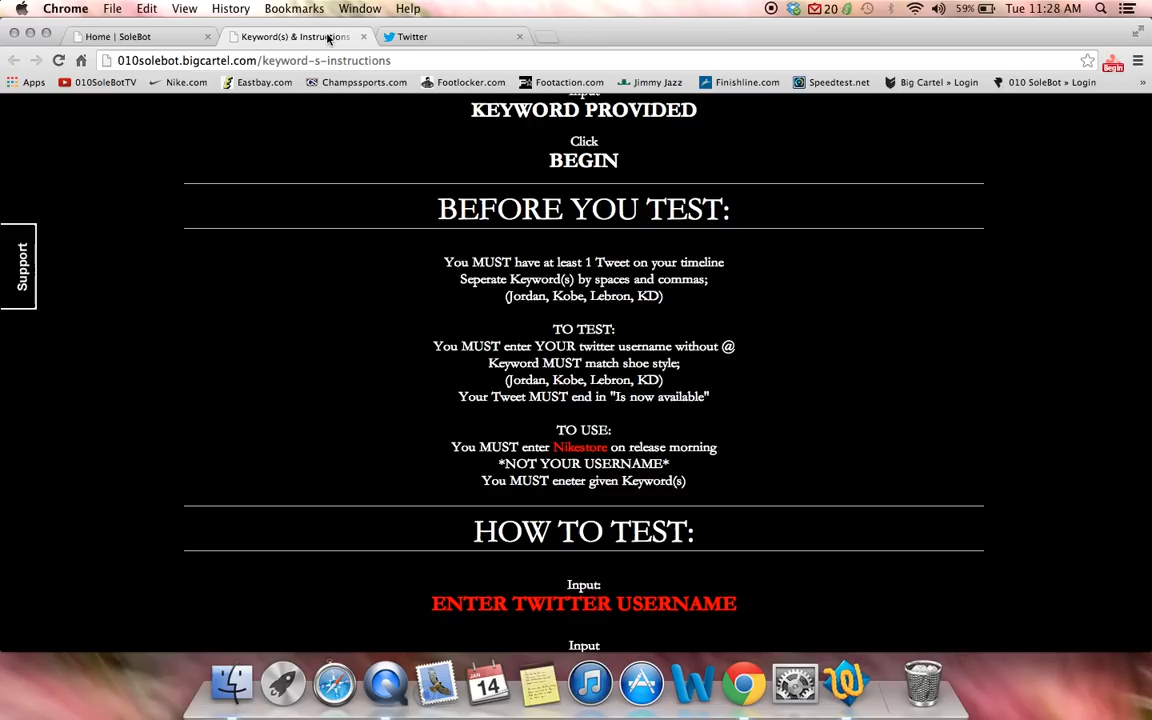 Chrome File Edit View History Bookmarks Window Help 20 59% Tue 11:28 AM
Home | SoleBot Keyword(s) & Instructions Twitter
010solebot.bigcartel.com/keyword-s-instructions
Begin
Apps 010SoleBotTV Nike.com Eastbay.com Champssports.com Footlocker.com Footaction.com Jimmy Jazz Finishline.com Speedtest.net Big Cartel » Login 010 SoleBot » Login »
Input
KEYWORD PROVIDED
Click
BEGIN
BEFORE YOU TEST:
Support
You MUST have at least 1 Tweet on your timeline
Seperate Keyword(s) by spaces and commas;
(Jordan, Kobe, Lebron, KD)
TO TEST:
You MUST enter YOUR twitter username without @
Keyword MUST match shoe style;
(Jordan, Kobe, Lebron, KD)
Your Tweet MUST end in "Is now available"
TO USE:
You MUST enter Nikestore on release morning
*NOT YOUR USERNAME*
You MUST eneter given Keyword(s)
HOW TO TEST:
Input:
ENTER TWITTER USERNAME
Input
JAN
14